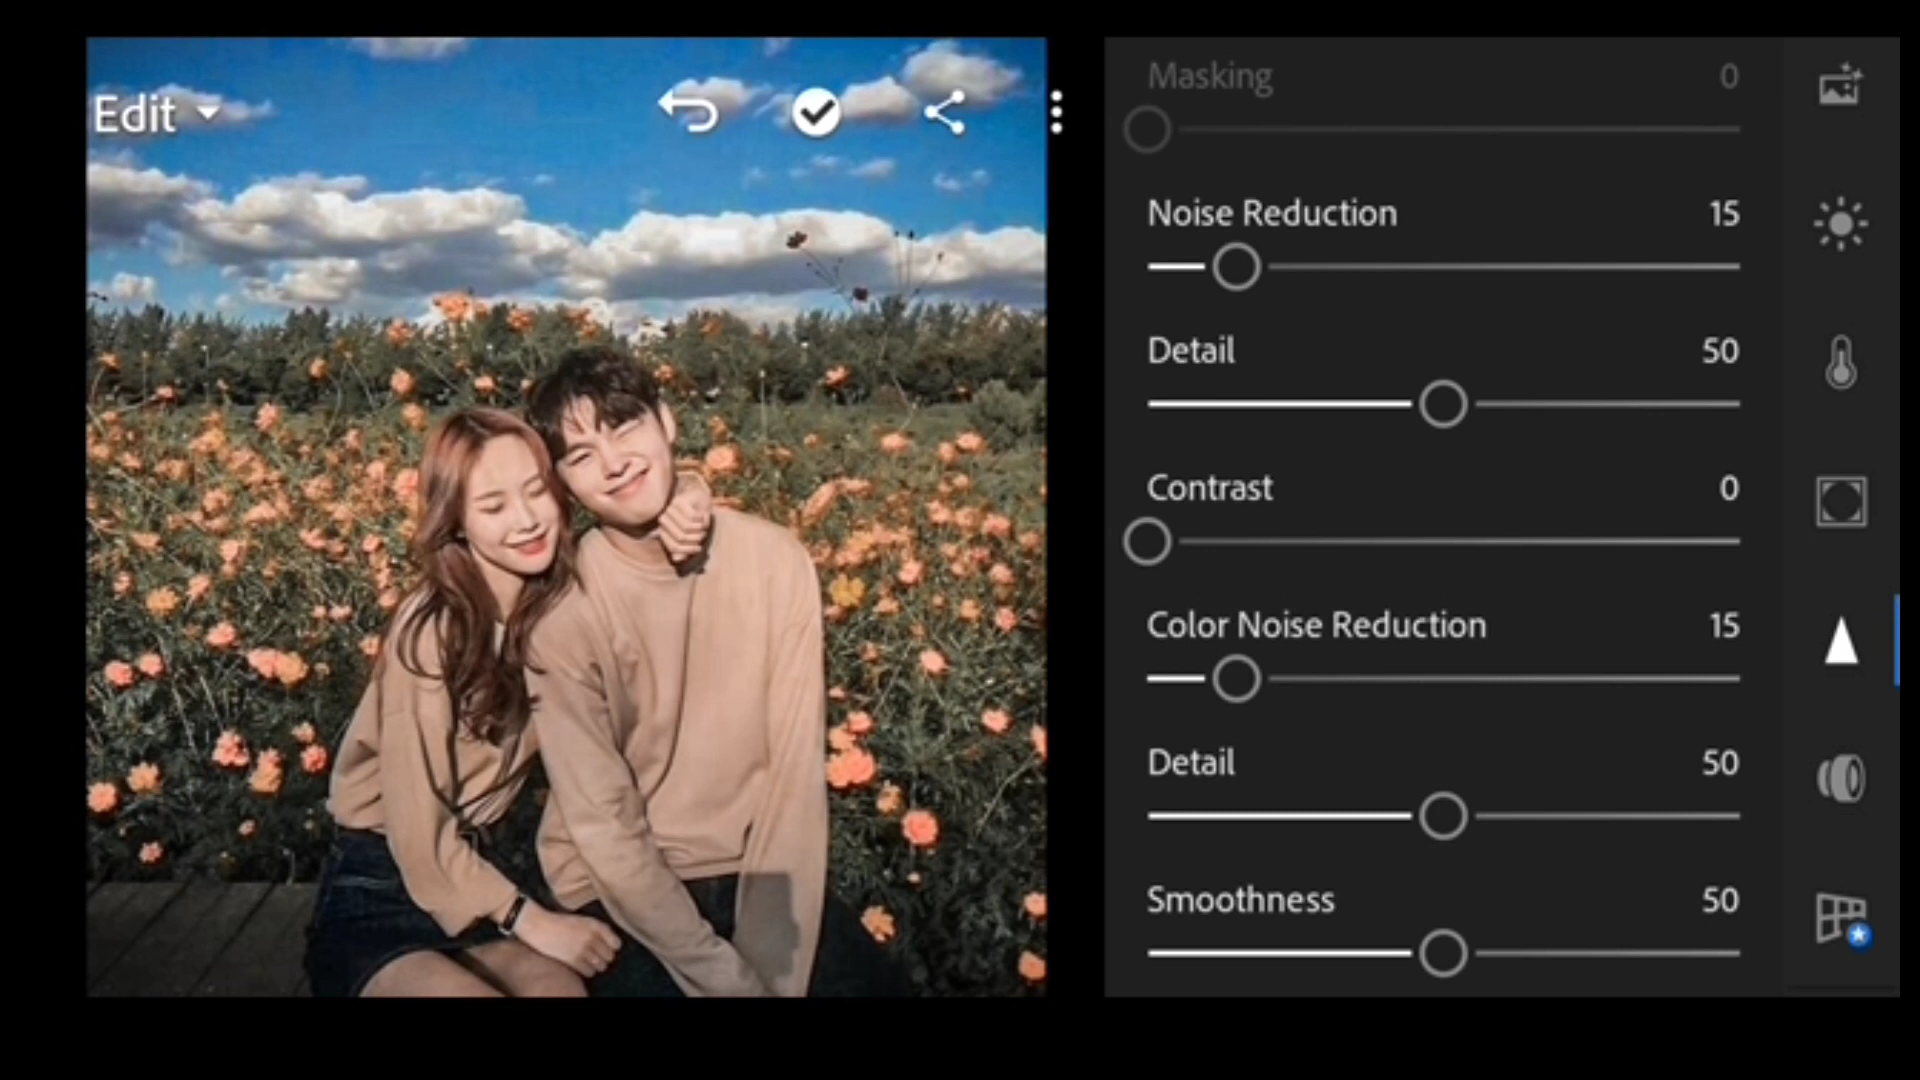 Edit
Masking 0
Noise Reduction 15
Detail 50
Contrast 0
Color Noise Reduction 15
Detail 50
Smoothness 50